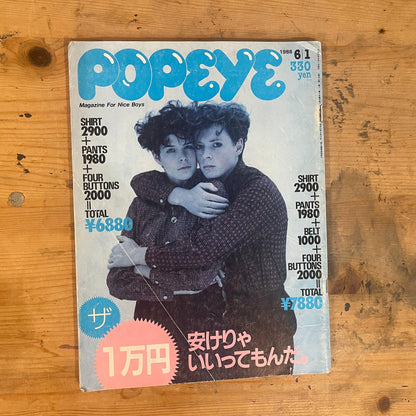 POPEYE
1988 6/1
330
yen
Magazine For Nice Boys
SHIRT
2900
+
PANTS
1980
+
FOUR
BUTTONS
2000
=
TOTAL
¥6880
SHIRT
2900
+
PANTS
1980
+
BELT
1000
+
FOUR
BUTTONS
2000
=
TOTAL
¥7880
ザ
1万円
安けりゃ
いいってもんだ。